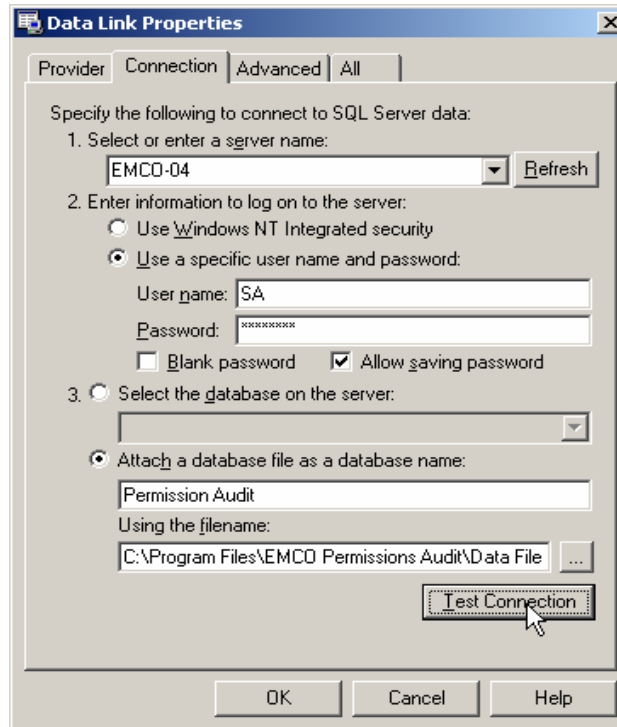 Data Link Properties
Provider Connection Advanced All
Specify the following to connect to SQL Server data:
1. Select or enter a server name:
EMCO-04 Refresh
2. Enter information to log on to the server:
Use Windows NT Integrated security
Use a specific user name and password:
User name: SA
Password: ********
Blank password Allow saving password
3. Select the database on the server:
Attach a database file as a database name:
Permission Audit
Using the filename:
C:\Program Files\EMCO Permissions Audit\Data File ...
Test Connection
OK Cancel Help